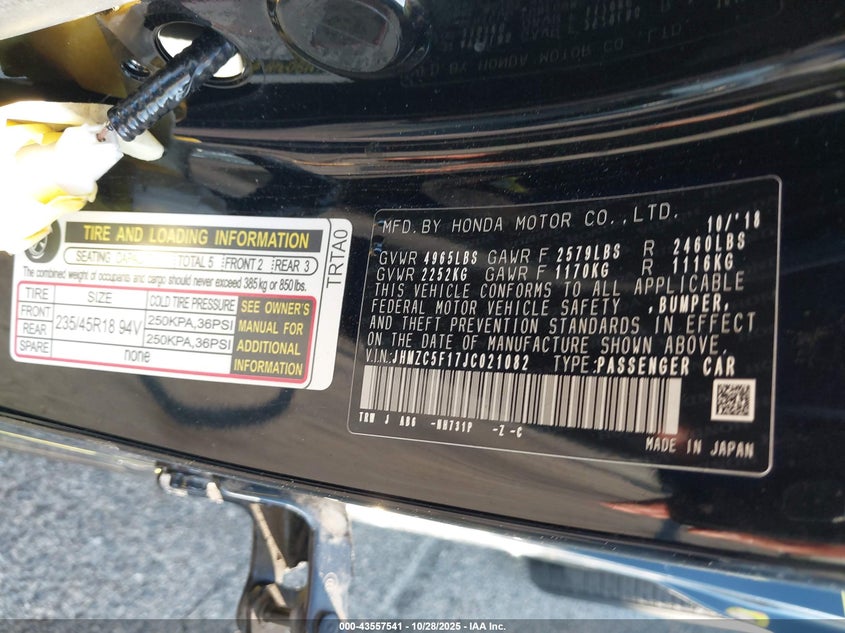 TIRE AND LOADING INFORMATION
SEATING TOTAL 5 FRONT 2 REAR 3
The combined weight of occupants and cargo should never exceed 385 kg or 850 lbs.
TIRE SIZE COLD TIRE PRESSURE
FRONT 235/45R18 94V 250KPA,36PSI
REAR 250KPA,36PSI
SPARE none
SEE OWNER'S
MANUAL FOR
ADDITIONAL
INFORMATION
TRTA0
MFD.BY HONDA MOTOR CO.,LTD. 10/'18
GVWR 4965LBS GAWR F 2579LBS R 2460LBS
GVWR 2252KG GAWR F 1170KG R 1116KG
THIS VEHICLE CONFORMS TO ALL APPLICABLE
FEDERAL MOTOR VEHICLE SAFETY ,BUMPER,
AND THEFT PREVENTION STANDARDS IN EFFECT
ON THE DATE OF MANUFACTURE SHOWN ABOVE.
V.I.N: JHMZC5F17JC021082 TYPE:PASSENGER CAR
TRW J AB6 -NH731P -Z -C
MADE IN JAPAN
000-43557541 | 10/28/2025 | IAA Inc.